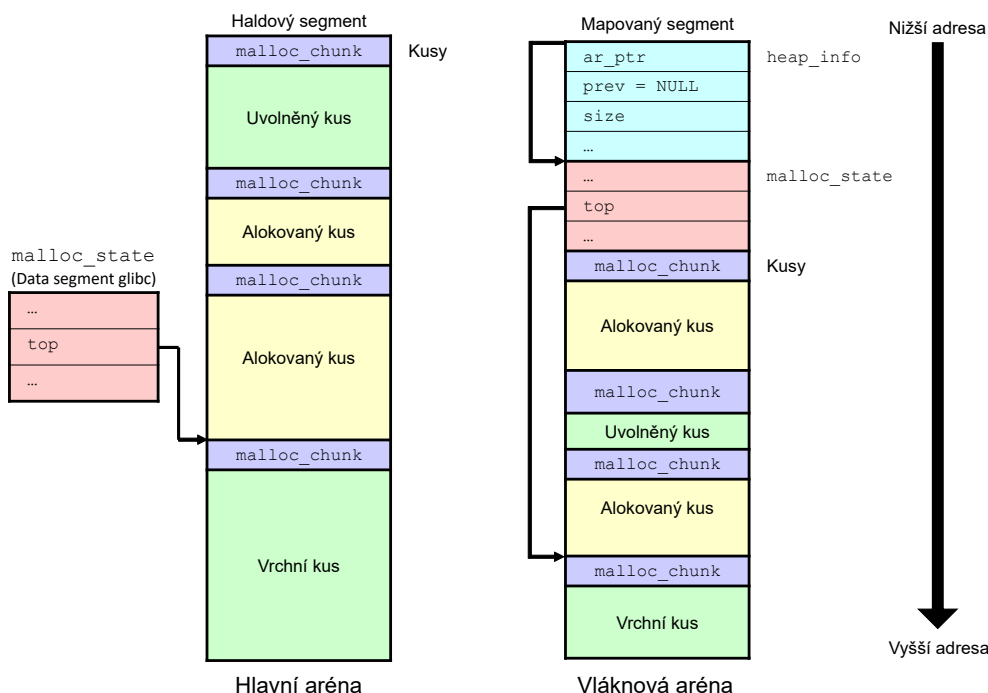 Haldový segment
malloc_chunk
Kusy
Uvolněný kus
malloc_chunk
Alokovaný kus
malloc_chunk
Alokovaný kus
malloc_chunk
Vrchní kus
Hlavní aréna
malloc_state
(Data segment glibc)
…
top
…
Mapovaný segment
ar_ptr
heap_info
prev = NULL
size
…
…
malloc_state
top
…
malloc_chunk
Kusy
Alokovaný kus
malloc_chunk
Uvolněný kus
malloc_chunk
Alokovaný kus
malloc_chunk
Vrchní kus
Vláknová aréna
Nižší adresa
Vyšší adresa